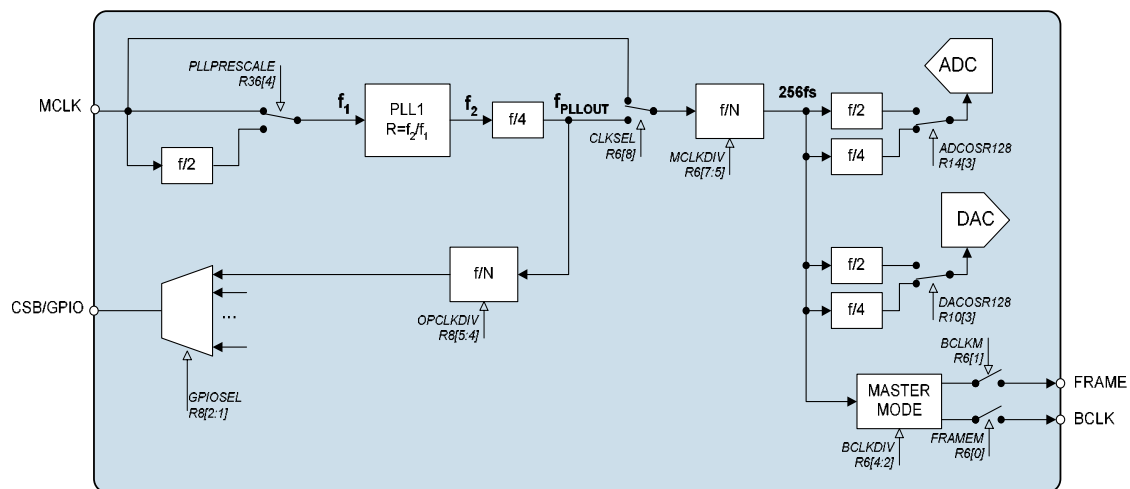 PLLPRESCALE
R36[4]
MCLK
f/2
f1
PLL1
R=f2/f1
f2
f/4
fPLLOUT
CLKSEL
R6[8]
f/N
MCLKDIV
R6[7:5]
256fs
f/2
f/4
ADC
ADCOSR128
R14[3]
DAC
f/2
f/4
DACOSR128
R10[3]
CSB/GPIO
...
GPIOSEL
R8[2:1]
f/N
OPCLKDIV
R8[5:4]
MASTER
MODE
BCLKDIV
R6[4:2]
BCLKM
R6[1]
FRAMEM
R6[0]
FRAME
BCLK